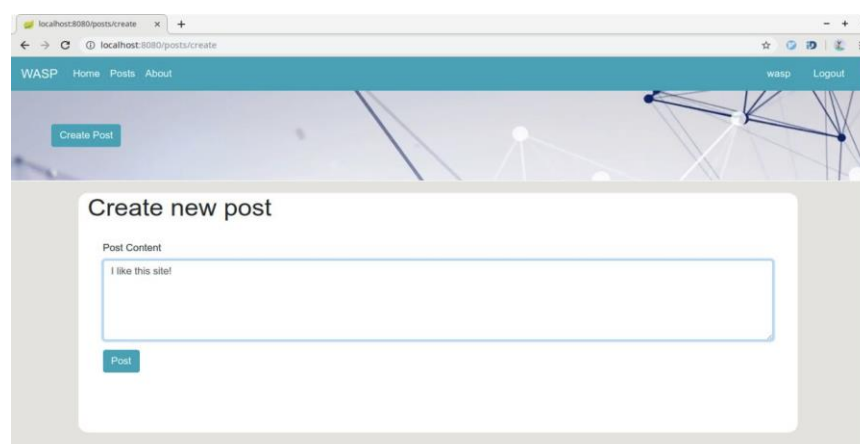 localhost:8080/posts/create
localhost:8080/posts/create
WASP Home Posts About wasp Logout
Create Post
Create new post
Post Content
I like this site!
Post